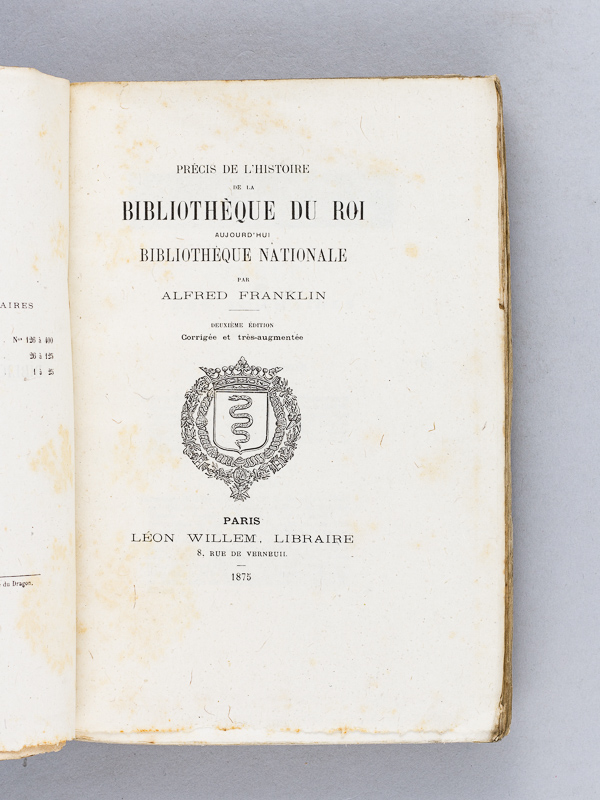 AIRES
Nos 126 à 400
26 à 125
1 à 25
du Dragon.
PRÉCIS DE L'HISTOIRE
DE LA
BIBLIOTHÈQUE DU ROI
AUJOURD'HUI
BIBLIOTHÈQUE NATIONALE
PAR
ALFRED FRANKLIN
DEUXIÈME ÉDITION
Corrigée et très-augmentée
PARIS
LÉON WILLEM, LIBRAIRE
8, RUE DE VERNEUIL
1875